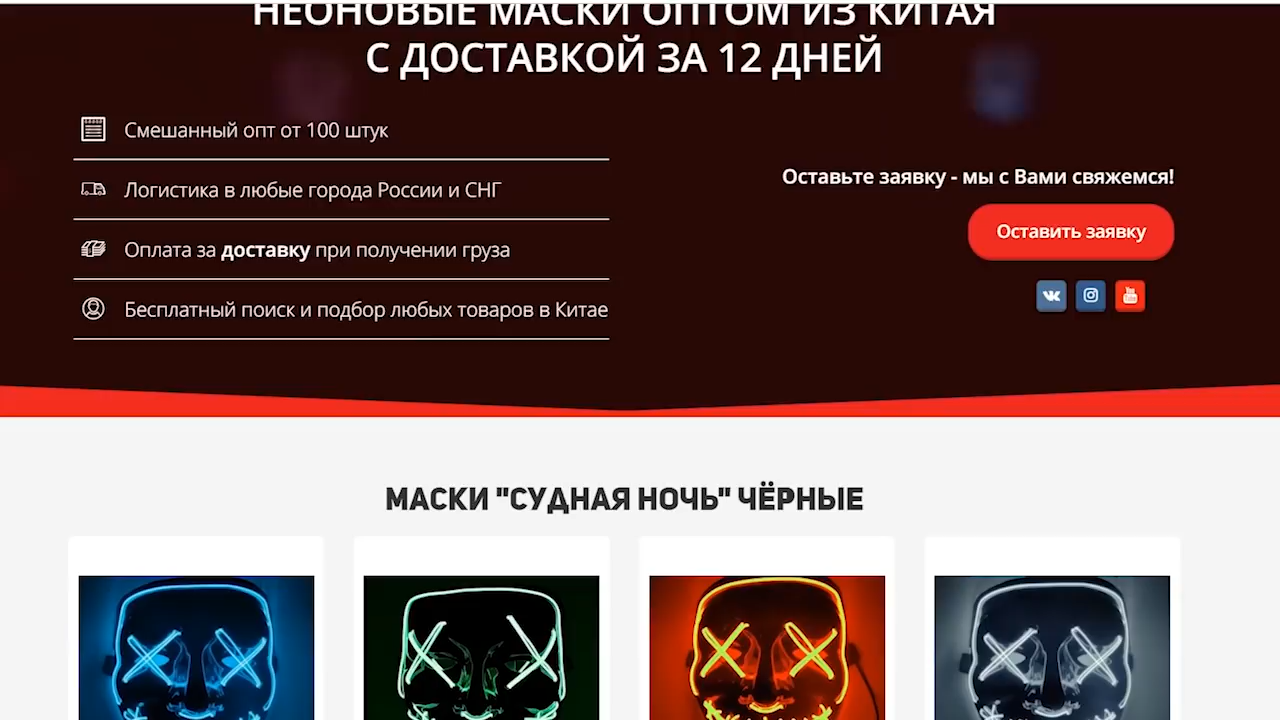 НЕОНОВЫЕ МАСКИ ОПТОМ ИЗ КИТАЯ
С ДОСТАВКОЙ ЗА 12 ДНЕЙ
Смешанный опт от 100 штук
Логистика в любые города России и СНГ
Оплата за доставку при получении груза
Бесплатный поиск и подбор любых товаров в Китае
Оставьте заявку - мы с Вами свяжемся!
Оставить заявку
МАСКИ "СУДНАЯ НОЧЬ" ЧЁРНЫЕ